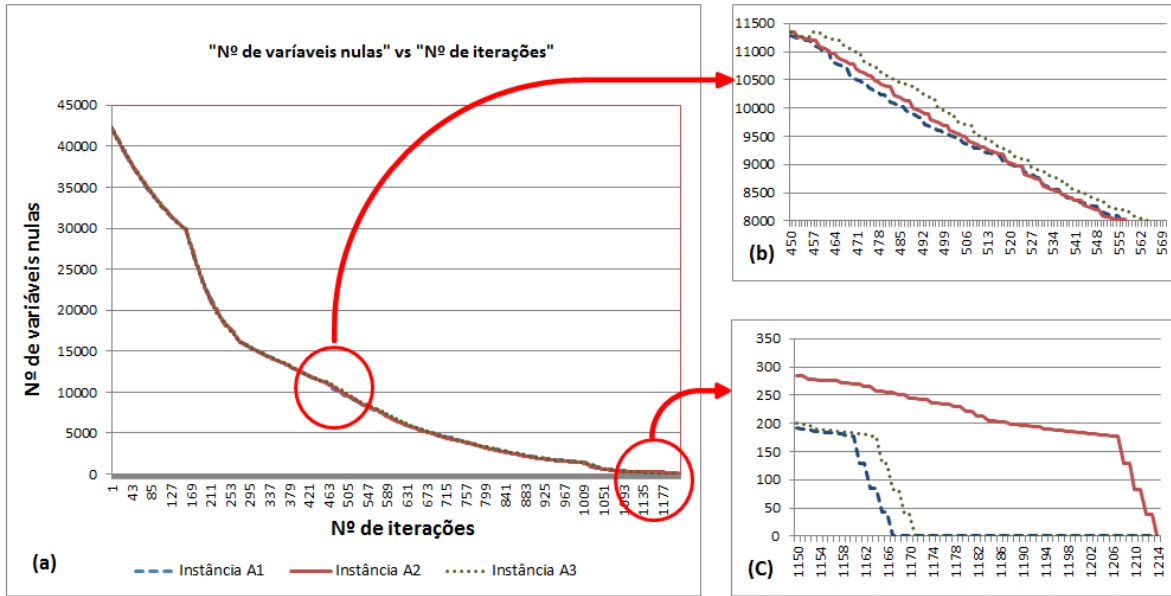 "Nº de varíaveis nulas" vs "Nº de iterações"
Nº de variáveis nulas
45000
40000
35000
30000
25000
20000
15000
10000
5000
0
1 43 85 127 169 211 253 295 337 379 421 463 505 547 589 631 673 715 757 799 841 883 925 967 1009 1051 1093 1135 1177
Nº de iterações
(a)
Instância A1 Instância A2 Instância A3
11500
11000
10500
10000
9500
9000
8500
8000
450 457 464 471 478 485 492 499 506 513 520 527 534 541 548 555 562 569
(b)
350
300
250
200
150
100
50
0
1150 1154 1158 1162 1166 1170 1174 1178 1182 1186 1190 1194 1198 1202 1206 1210 1214
(C)